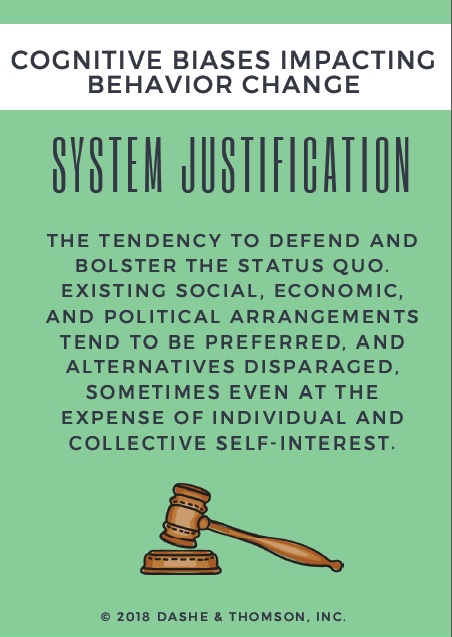 COGNITIVE BIASES IMPACTING
BEHAVIOR CHANGE
SYSTEM JUSTIFICATION
THE TENDENCY TO DEFEND AND
BOLSTER THE STATUS QUO.
EXISTING SOCIAL, ECONOMIC,
AND POLITICAL ARRANGEMENTS
TEND TO BE PREFERRED, AND
ALTERNATIVES DISPARAGED,
SOMETIMES EVEN AT THE
EXPENSE OF INDIVIDUAL AND
COLLECTIVE SELF-INTEREST.
© 2018 DASHE & THOMSON, INC.